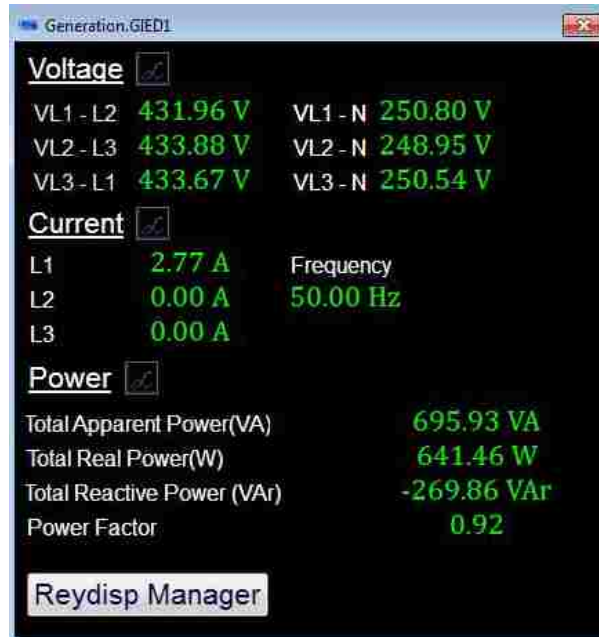 Generation.GIED1
Voltage
VL1 - L2 431.96 V VL1 - N 250.80 V
VL2 - L3 433.88 V VL2 - N 248.95 V
VL3 - L1 433.67 V VL3 - N 250.54 V
Current
L1 2.77 A Frequency
L2 0.00 A 50.00 Hz
L3 0.00 A
Power
Total Apparent Power(VA) 695.93 VA
Total Real Power(W) 641.46 W
Total Reactive Power (VAr) -269.86 VAr
Power Factor 0.92
Reydisp Manager